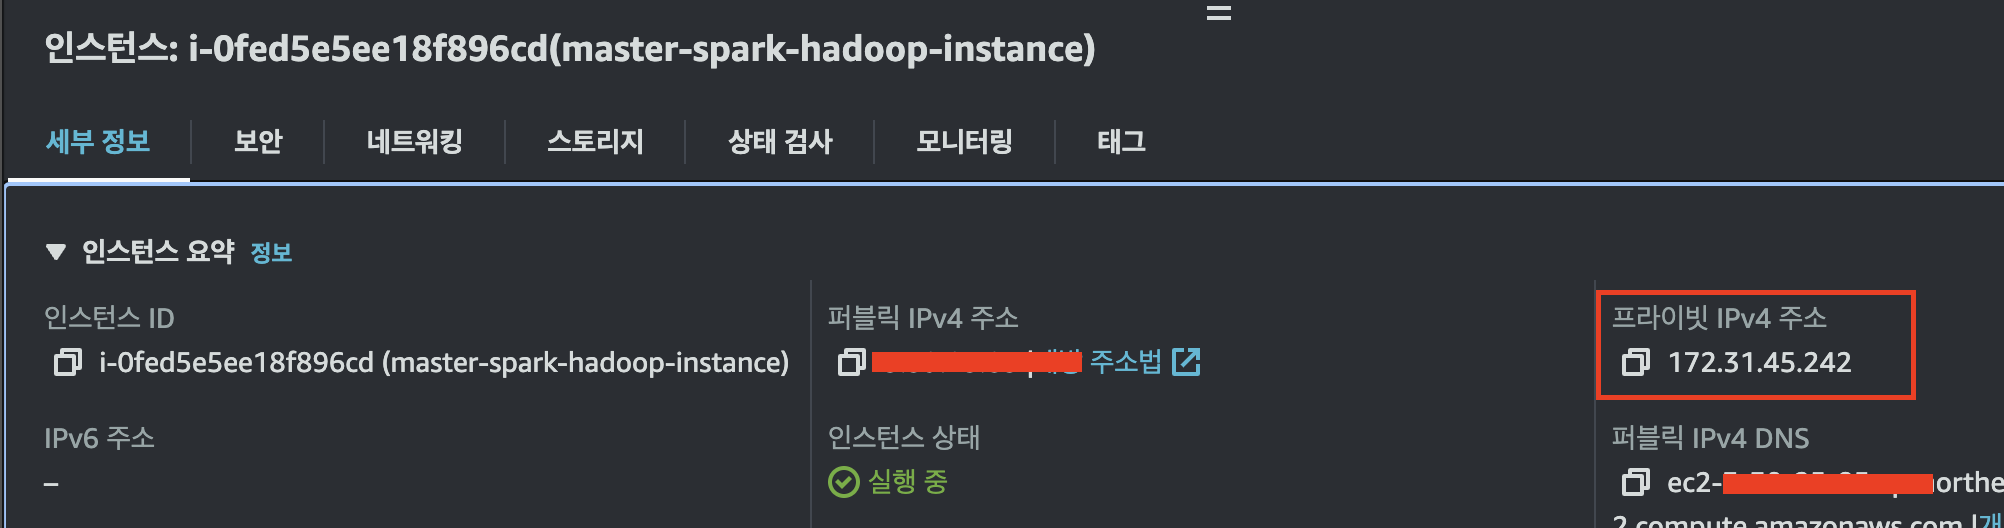 인스턴스: i-0fed5e5ee18f896cd(master-spark-hadoop-instance)
세부 정보 보안 네트워킹 스토리지 상태 검사 모니터링 태그
▼ 인스턴스 요약 정보
인스턴스 ID
i-0fed5e5ee18f896cd (master-spark-hadoop-instance)
퍼블릭 IPv4 주소
주소법
프라이빗 IPv4 주소
172.31.45.242
IPv6 주소
–
인스턴스 상태
실행 중
퍼블릭 IPv4 DNS
ec2- orthe
2.compute.amazonaws.com |개